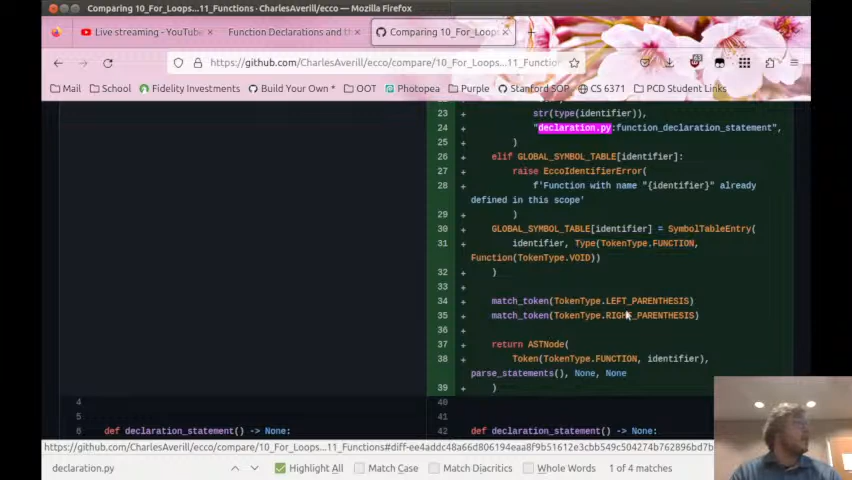 Comparing 10_For_Loops...11_Functions · CharlesAverill/ecco — Mozilla Firefox
Live streaming - YouTube
Function Declarations and th
Comparing 10_For_Loops
https://github.com/CharlesAverill/ecco/compare/10_For_Loops...11_Function
Mail School Fidelity Investments Build Your Own * OOT Photopea Purple Stanford SOP CS 6371 PCD Student Links
23 + str(type(identifier)),
24 + "declaration.py:function_declaration_statement",
25 + )
26 + elif GLOBAL_SYMBOL_TABLE[identifier]:
27 + raise EccoIdentifierError(
28 + f'Function with name "{identifier}" already
defined in this scope'
29 + )
30 + GLOBAL_SYMBOL_TABLE[identifier] = SymbolTableEntry(
31 + identifier, Type(TokenType.FUNCTION,
Function(TokenType.VOID))
32 + )
33 +
34 + match_token(TokenType.LEFT_PARENTHESIS)
35 + match_token(TokenType.RIGHT_PARENTHESIS)
36 +
37 + return ASTNode(
38 + Token(TokenType.FUNCTION, identifier),
parse_statements(), None, None
39 + )
4 40
5 41
6 def declaration_statement() -> None: 42 def declaration_statement() -> None:
https://github.com/CharlesAverill/ecco/compare/10_For_Loops...11_Functions#diff-ee4addc48a66d806194eaa8f9b51612e3cbb549c504274b762896bd7b
declaration.py Highlight All Match Case Match Diacritics Whole Words 1 of 4 matches